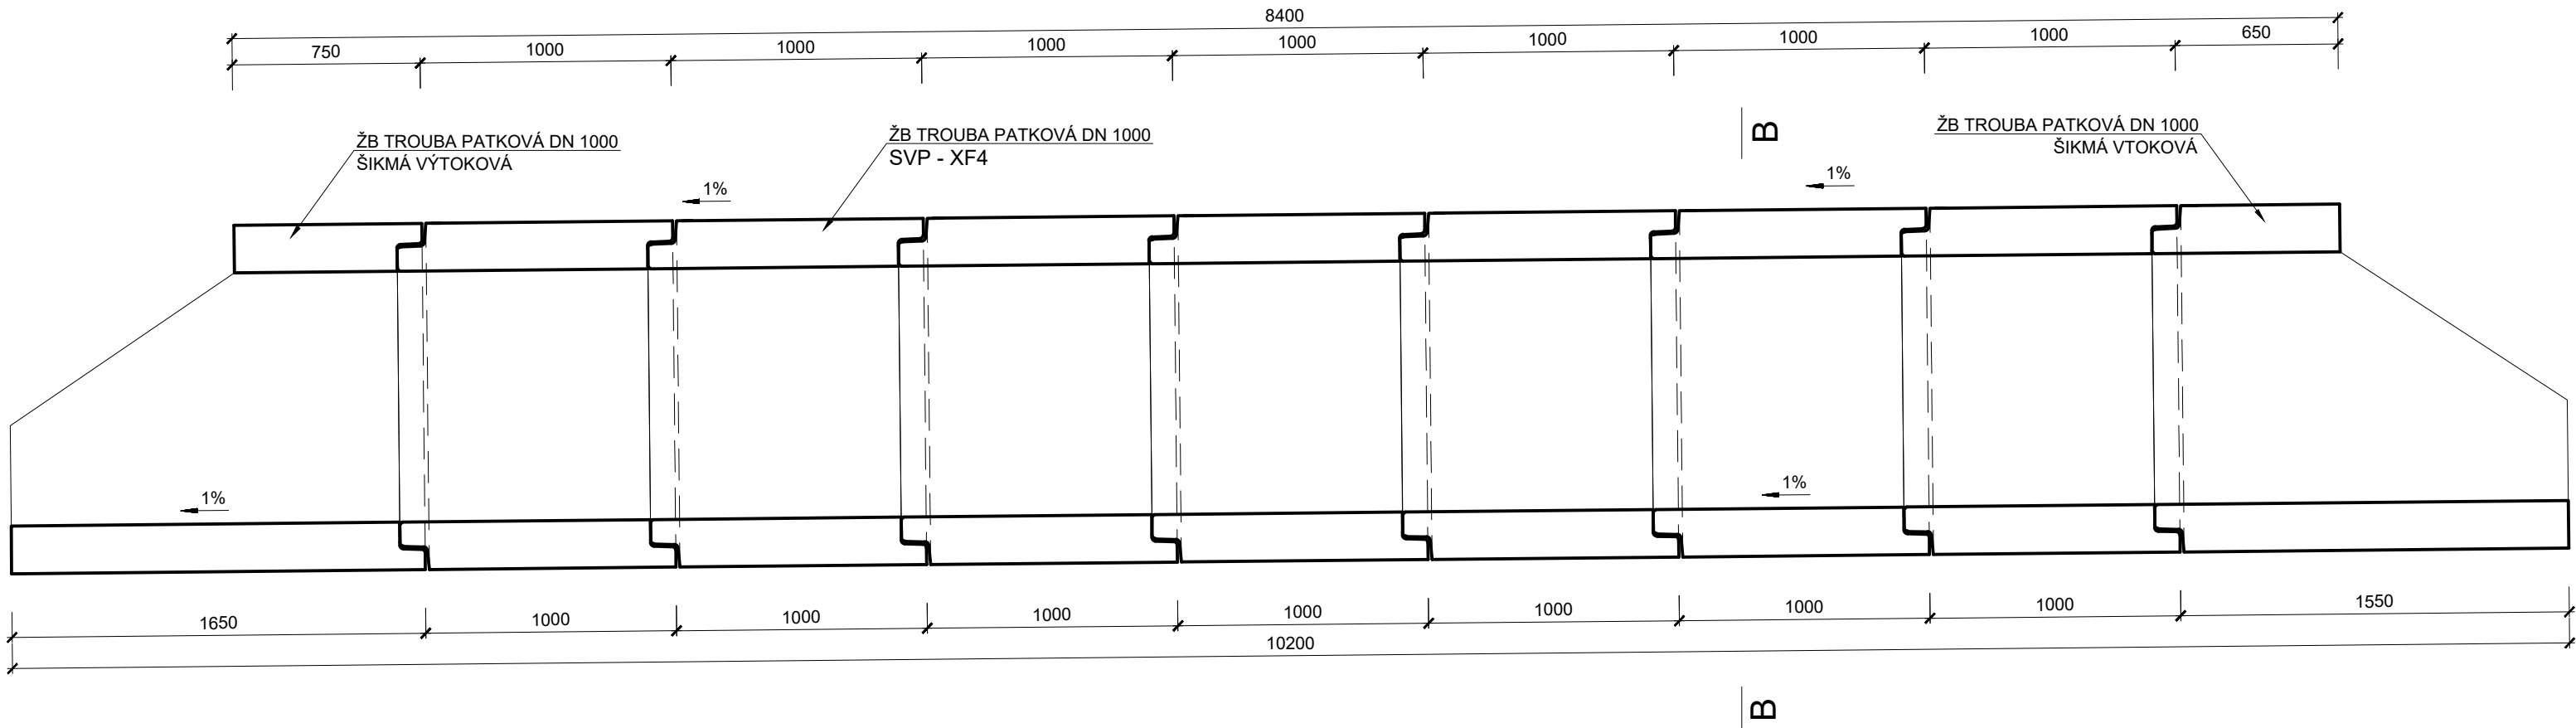 8400
750 1000 1000 1000 1000 1000 1000 1000 650
ŽB TROUBA PATKOVÁ DN 1000
ŠIKMÁ VÝTOKOVÁ
ŽB TROUBA PATKOVÁ DN 1000
SVP - XF4
B
ŽB TROUBA PATKOVÁ DN 1000
ŠIKMÁ VTOKOVÁ
1%
1%
1%
1%
1650 1000 1000 1000 1000 1000 1000 1000 1550
10200
B